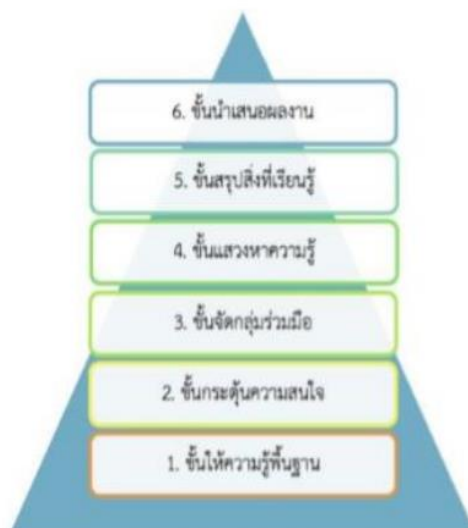 6. ขั้นนำเสนอผลงาน
5. ขั้นสรุปสิ่งที่เรียนรู้
4. ขั้นแสวงหาความรู้
3. ขั้นจัดกลุ่มร่วมมือ
2. ขั้นกระตุ้นความสนใจ
1. ขั้นให้ความรู้พื้นฐาน